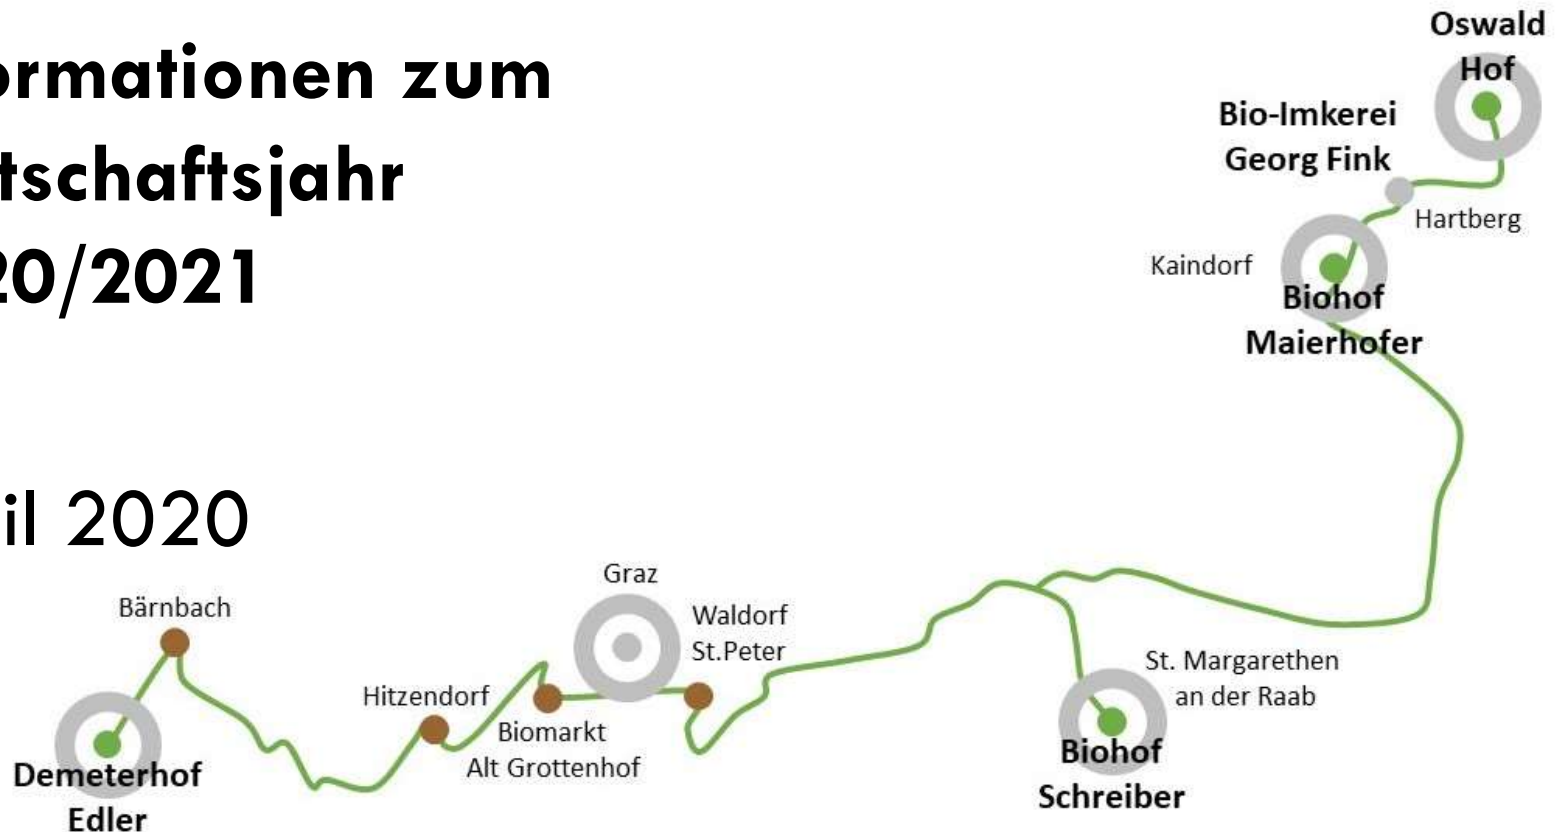 ormationen zum
tschaftsjahr
20/2021
il 2020
Oswald
Hof
Bio-Imkerei
Georg Fink
Hartberg
Kaindorf
Biohof
Maierhofer
Graz
Bärnbach
Waldorf
St.Peter
Hitzendorf
Biomarkt
Alt Grottenhof
St. Margarethen
an der Raab
Biohof
Schreiber
Demeterhof
Edler